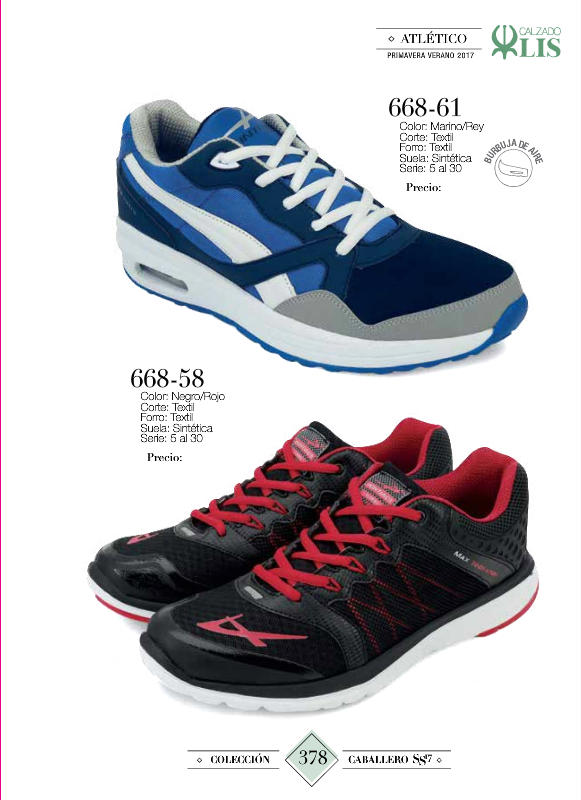 ATLÉTICO
PRIMAVERA VERANO 2017
CALZADO
LIS
668-61
Color: Marino/Rey
Corte: Textil
Forro: Textil
Suela: Sintética
Serie: 5 al 30
Precio:
BURBUJA DE AIRE
668-58
Color: Negro/Rojo
Corte: Textil
Forro: Textil
Suela: Sintética
Serie: 5 al 30
Precio:
MAX
COLECCIÓN
378
CABALLERO SS17